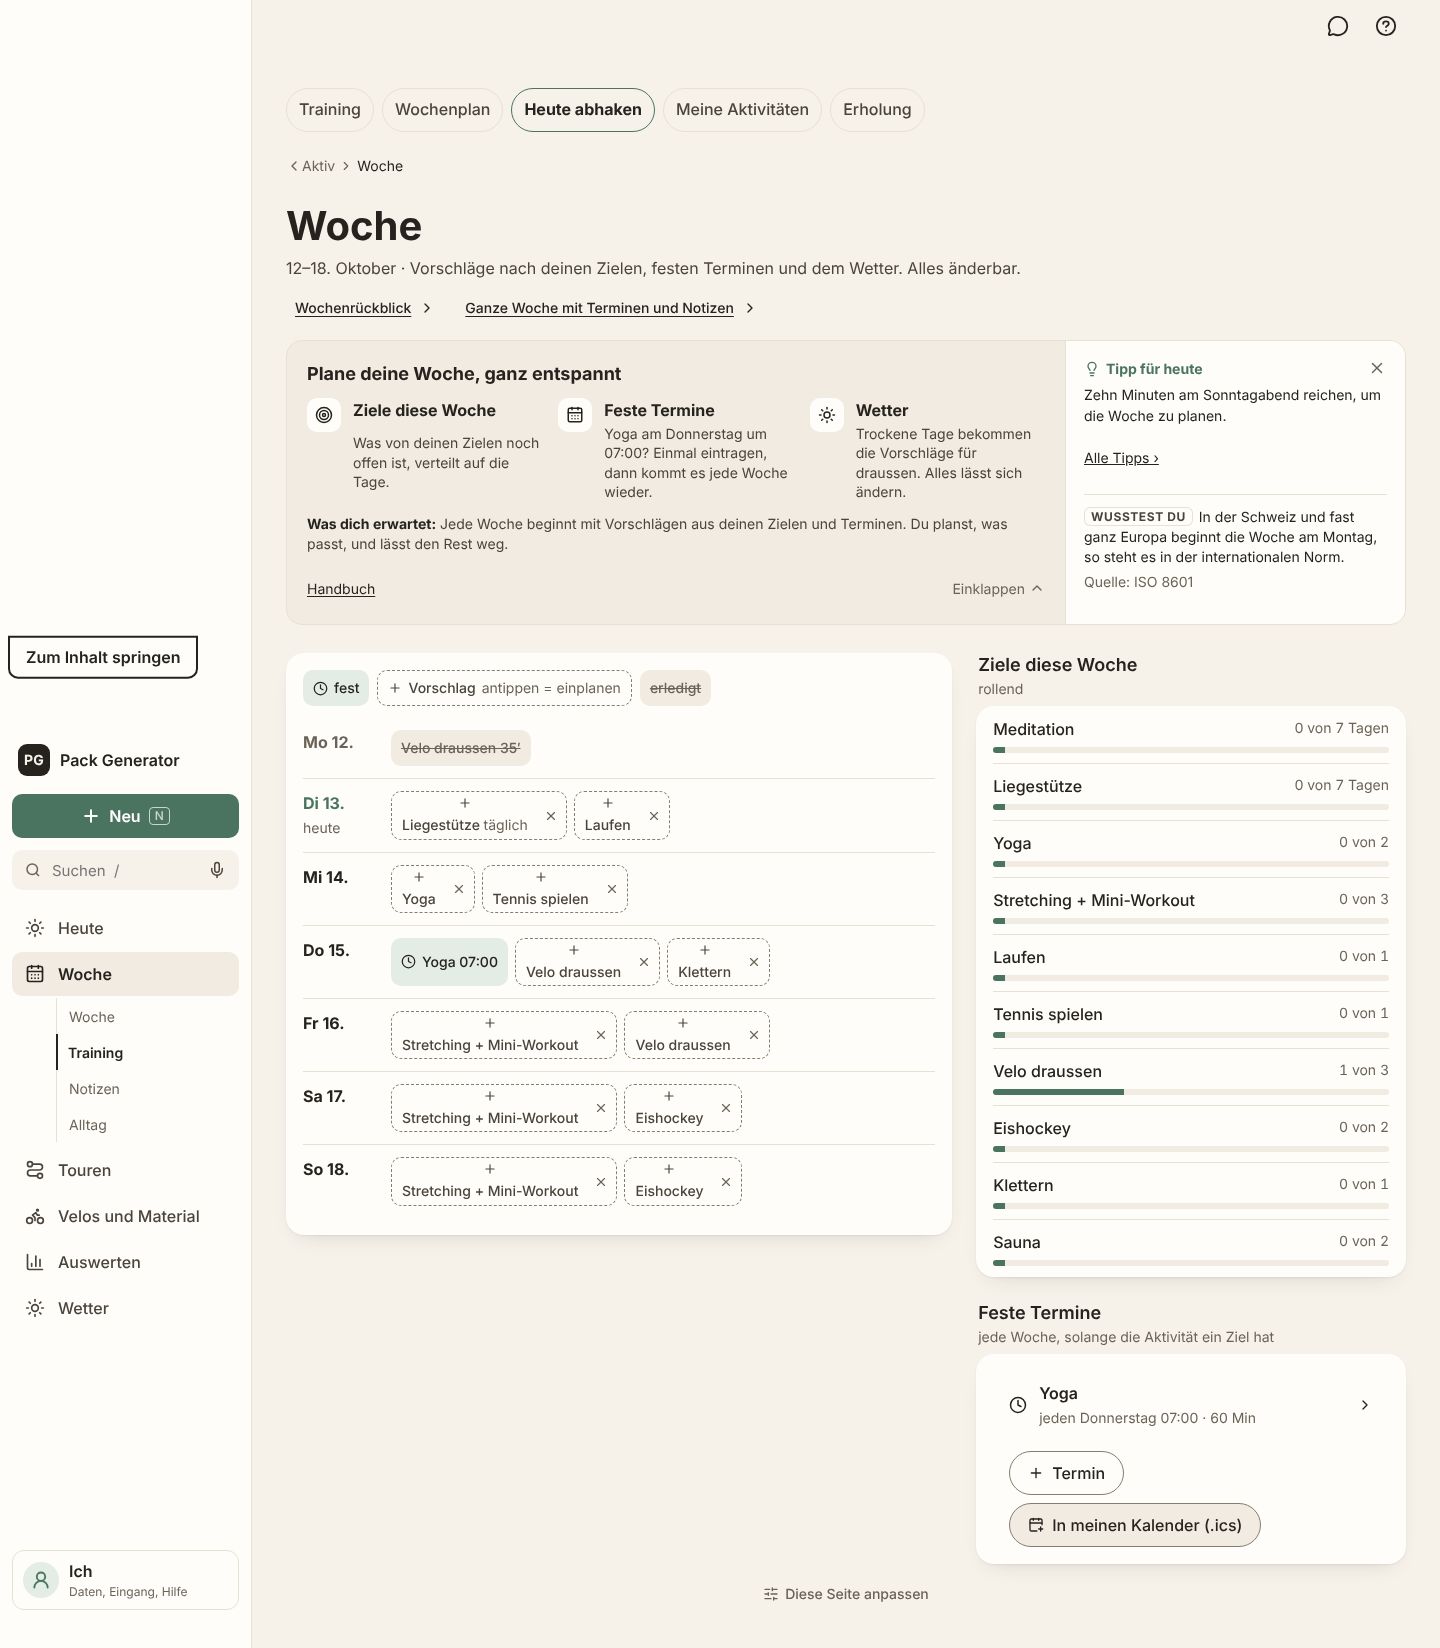 Training
Wochenplan
Heute abhaken
Meine Aktivitäten
Erholung
Aktiv
Woche
Woche
12–18. Oktober · Vorschläge nach deinen Zielen, festen Terminen und dem Wetter. Alles änderbar.
Wochenrückblick
Ganze Woche mit Terminen und Notizen
Plane deine Woche, ganz entspannt
Ziele diese Woche
Was von deinen Zielen noch
offen ist, verteilt auf die
Tage.
Feste Termine
Yoga am Donnerstag um
07:00? Einmal eintragen,
dann kommt es jede Woche
wieder.
Wetter
Trockene Tage bekommen
die Vorschläge für
draussen. Alles lässt sich
ändern.
Was dich erwartet: Jede Woche beginnt mit Vorschlägen aus deinen Zielen und Terminen. Du planst, was
passt, und lässt den Rest weg.
Handbuch
Einklappen
Tipp für heute
Zehn Minuten am Sonntagabend reichen, um
die Woche zu planen.
Alle Tipps ›
WUSSTEST DU In der Schweiz und fast
ganz Europa beginnt die Woche am Montag,
so steht es in der internationalen Norm.
Quelle: ISO 8601
Zum Inhalt springen
PG Pack Generator
+ Neu N
Suchen /
Heute
Woche
Woche
Training
Notizen
Alltag
Touren
Velos und Material
Auswerten
Wetter
Ich
Daten, Eingang, Hilfe
fest
+ Vorschlag antippen = einplanen
erledigt
Mo 12.
Velo draussen 35′
Di 13.
heute
+
Liegestütze täglich ×
+
Laufen ×
Mi 14.
+
Yoga ×
+
Tennis spielen ×
Do 15.
Yoga 07:00
+
Velo draussen ×
+
Klettern ×
Fr 16.
+
Stretching + Mini-Workout ×
+
Velo draussen ×
Sa 17.
+
Stretching + Mini-Workout ×
+
Eishockey ×
So 18.
+
Stretching + Mini-Workout ×
+
Eishockey ×
Ziele diese Woche
rollend
Meditation 0 von 7 Tagen
Liegestütze 0 von 7 Tagen
Yoga 0 von 2
Stretching + Mini-Workout 0 von 3
Laufen 0 von 1
Tennis spielen 0 von 1
Velo draussen 1 von 3
Eishockey 0 von 2
Klettern 0 von 1
Sauna 0 von 2
Feste Termine
jede Woche, solange die Aktivität ein Ziel hat
Yoga
jeden Donnerstag 07:00 · 60 Min
+ Termin
In meinen Kalender (.ics)
Diese Seite anpassen